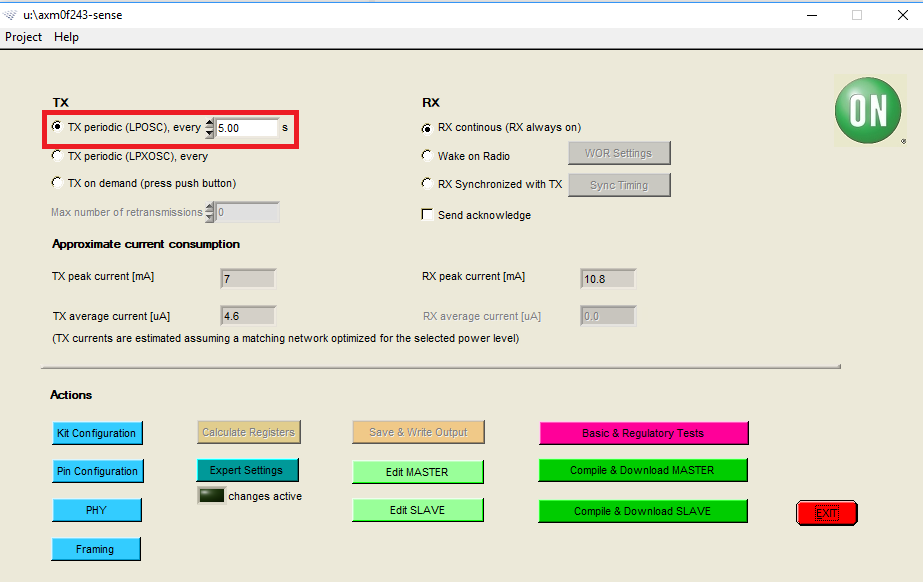 u:\axm0f243-sense
Project Help
TX
TX periodic (LPOSC), every 5.00 s
TX periodic (LPXOSC), every
TX on demand (press push button)
Max number of retransmissions 0
RX
RX continous (RX always on)
Wake on Radio WOR Settings
RX Synchronized with TX Sync Timing
Send acknowledge
ON
Approximate current consumption
TX peak current [mA] 7
RX peak current [mA] 10.8
TX average current [uA] 4.6
RX average current [uA] 0.0
(TX currents are estimated assuming a matching network optimized for the selected power level)
Actions
Kit Configuration
Calculate Registers
Save & Write Output
Basic & Regulatory Tests
Pin Configuration
Expert Settings
Edit MASTER
Compile & Download MASTER
changes active
PHY
Edit SLAVE
Compile & Download SLAVE
EXIT
Framing